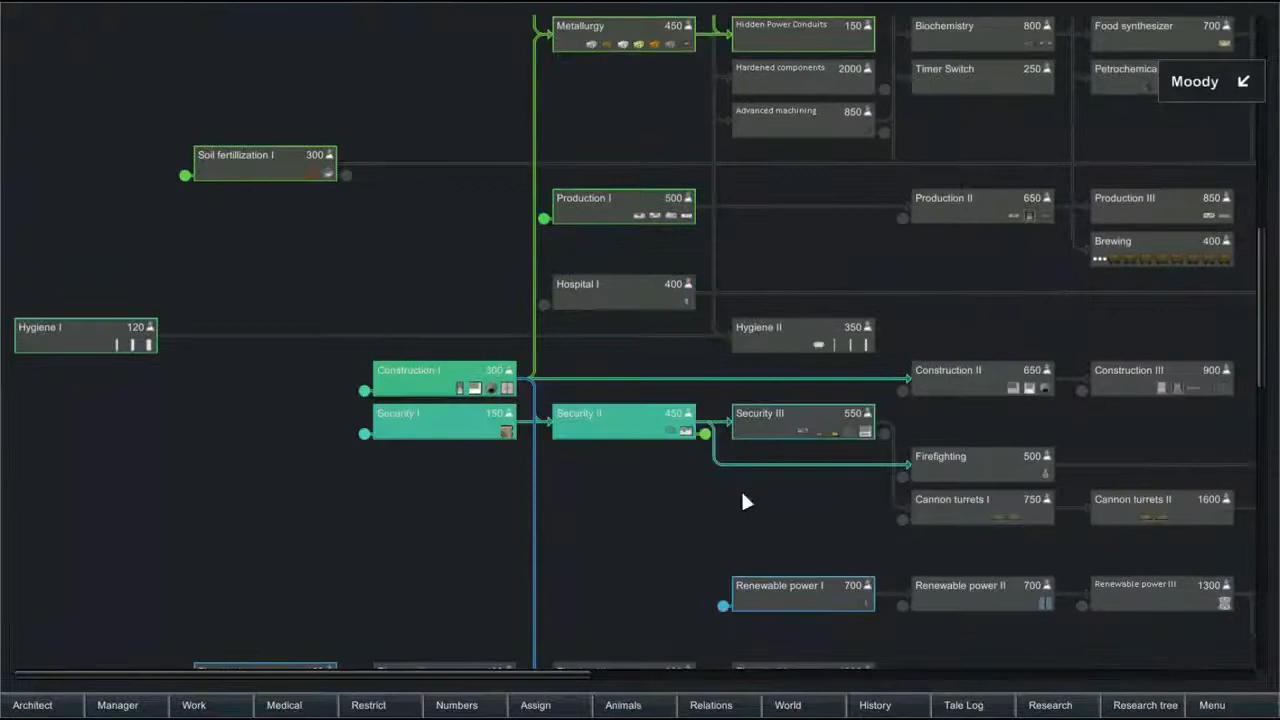 Metallurgy 450
Hidden Power Conduits 150
Biochemistry 800
Food synthesizer 700
Hardened components 2000
Timer Switch 250
Petrochemica
Moody
Advanced machining 850
Soil fertillization I 300
Production I 500
Production II 650
Production III 850
Brewing 400
Hospital I 400
Hygiene I 120
Hygiene II 350
Construction I 300
Construction II 650
Construction III 900
Security I 150
Security II 450
Security III 550
Firefighting 500
Cannon turrets I 750
Cannon turrets II 1600
Renewable power I 700
Renewable power II 700
Renewable power III 1300
Architect
Manager
Work
Medical
Restrict
Numbers
Assign
Animals
Relations
World
History
Tale Log
Research
Research tree
Menu